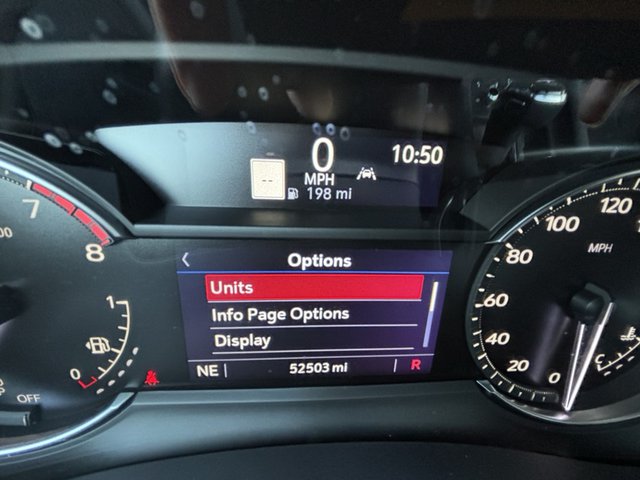 0
10:50
--
MPH
198 mi
7
8
1
0
OFF
Options
Units
Info Page Options
Display
NE
52503 mi
R
120
100
MPH
80
60
40
20
0
C